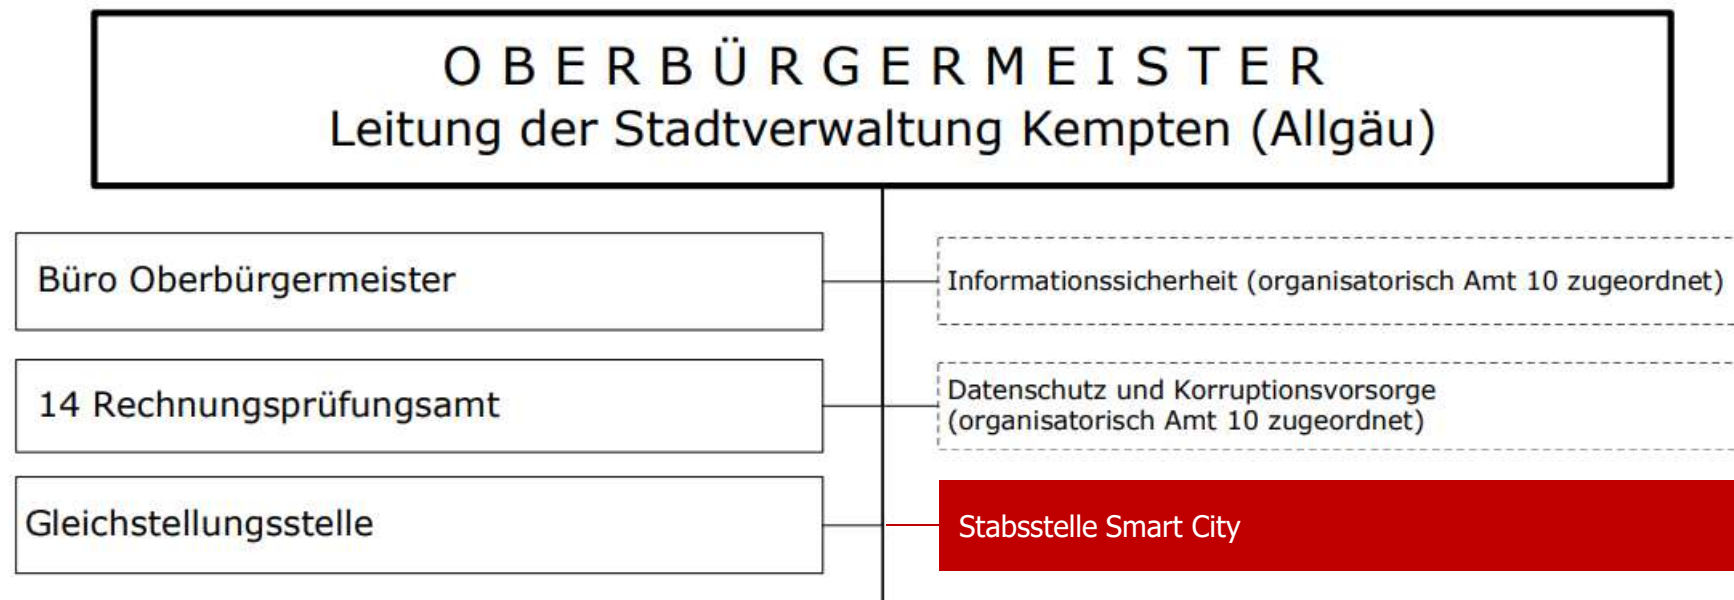 OBERBÜRGERMEISTER
Leitung der Stadtverwaltung Kempten (Allgäu)
Büro Oberbürgermeister
Informationssicherheit (organisatorisch Amt 10 zugeordnet)
14 Rechnungsprüfungsamt
Datenschutz und Korruptionsvorsorge
(organisatorisch Amt 10 zugeordnet)
Gleichstellungsstelle
Stabsstelle Smart City